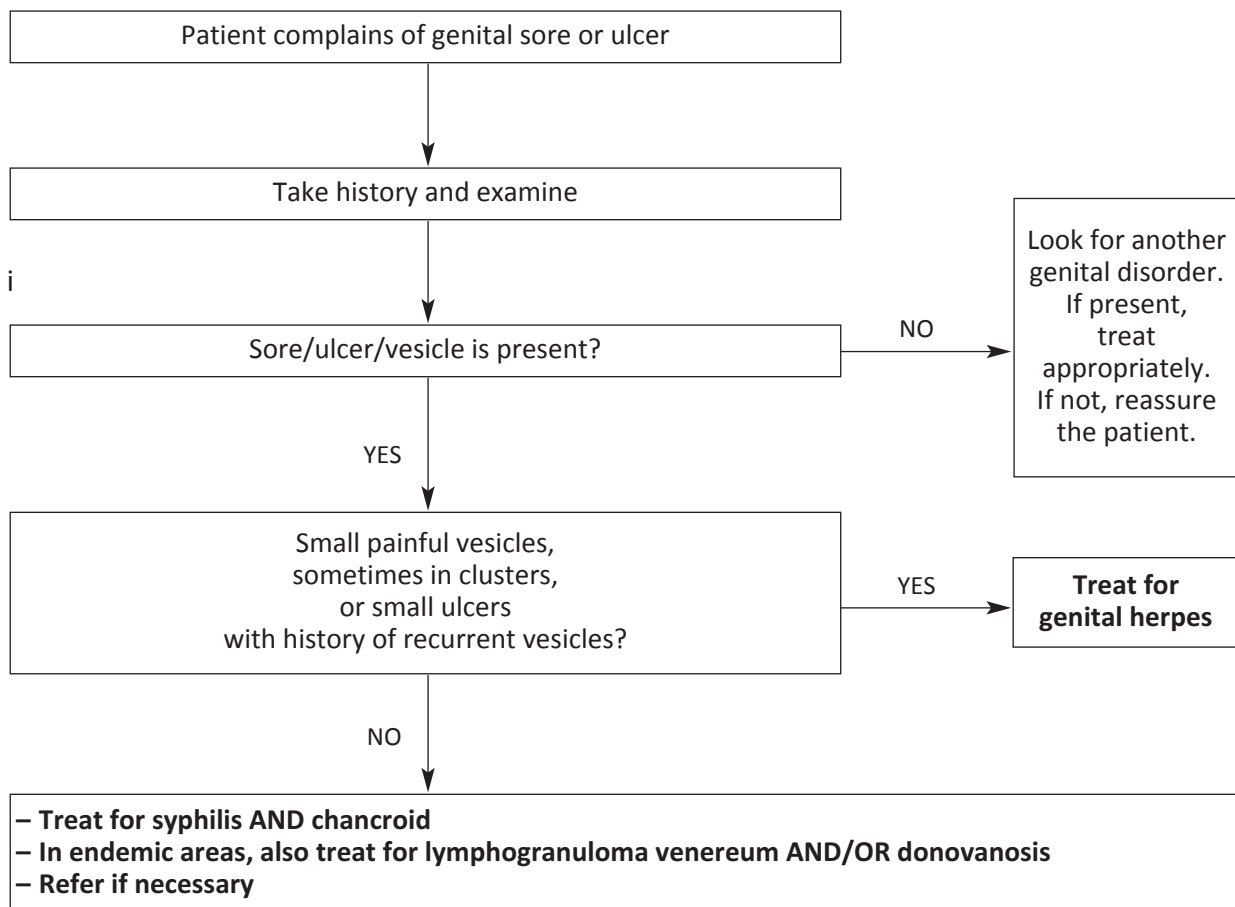 Patient complains of genital sore or ulcer
Take history and examine
i
Look for another
genital disorder.
If present,
treat
appropriately.
If not, reassure
the patient.
Sore/ulcer/vesicle is present?
NO
YES
Small painful vesicles,
sometimes in clusters,
or small ulcers
with history of recurrent vesicles?
YES
Treat for
genital herpes
NO
– Treat for syphilis AND chancroid
– In endemic areas, also treat for lymphogranuloma venereum AND/OR donovanosis
– Refer if necessary